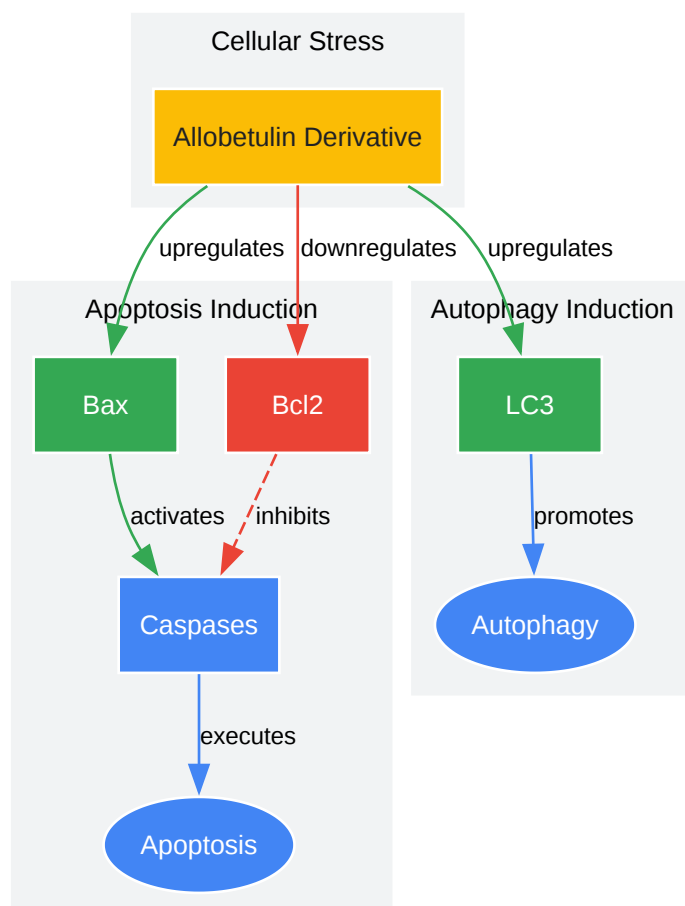 Cellular Stress
Allobetulin Derivative
upregulates
downregulates
upregulates
Apoptosis Induction
Autophagy Induction
Bax
Bcl2
LC3
activates
inhibits
promotes
Caspases
Autophagy
executes
Apoptosis